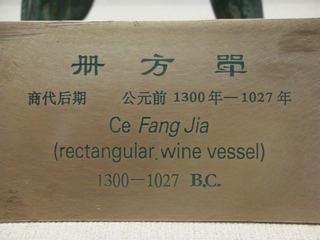 册方斝
商代后期 公元前 1300 年—1027 年
Ce Fang Jia
(rectangular wine vessel)
1300—1027 B.C.